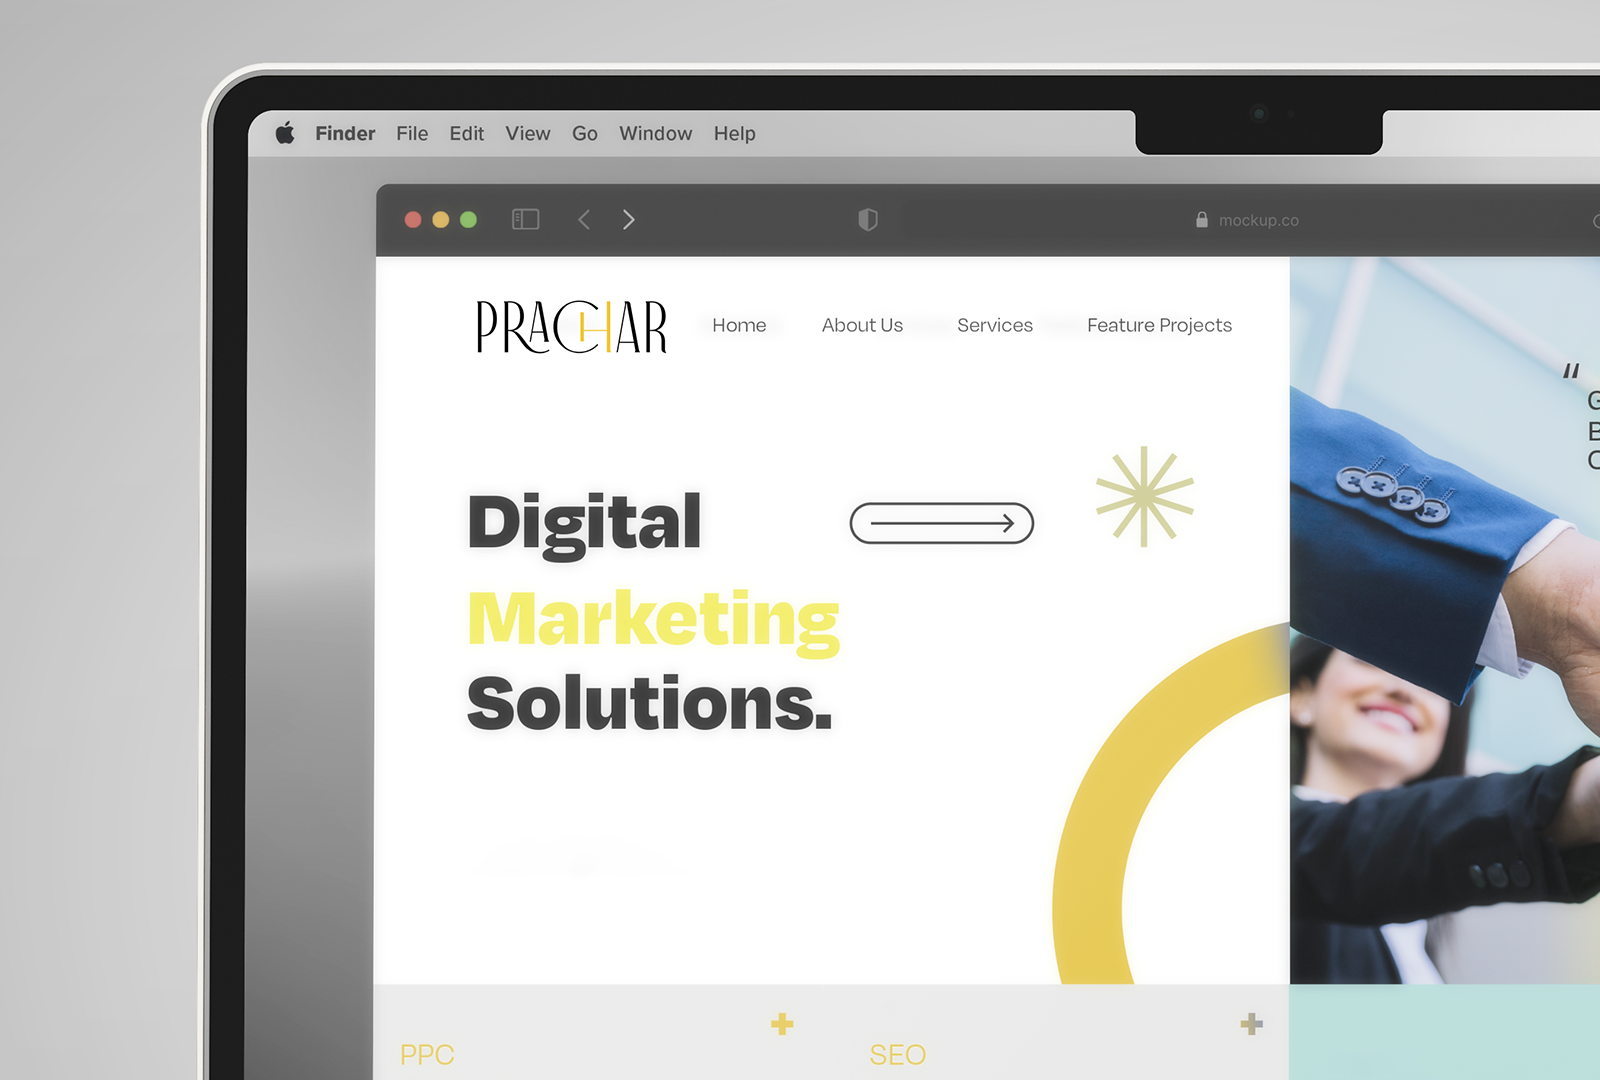 Finder File Edit View Go Window Help
mockup.co
PRACHAR Home About Us Services Feature Projects
"
Digital
Marketing
Solutions.
PPC
SEO